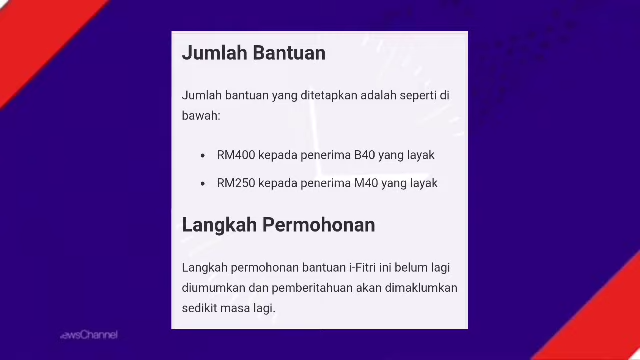 Jumlah Bantuan
Jumlah bantuan yang ditetapkan adalah seperti di
bawah:
• RM400 kepada penerima B40 yang layak
• RM250 kepada penerima M40 yang layak
Langkah Permohonan
Langkah permohonan bantuan i-Fitri ini belum lagi
diumumkan dan pemberitahuan akan dimaklumkan
sedikit masa lagi.
ewsChannel